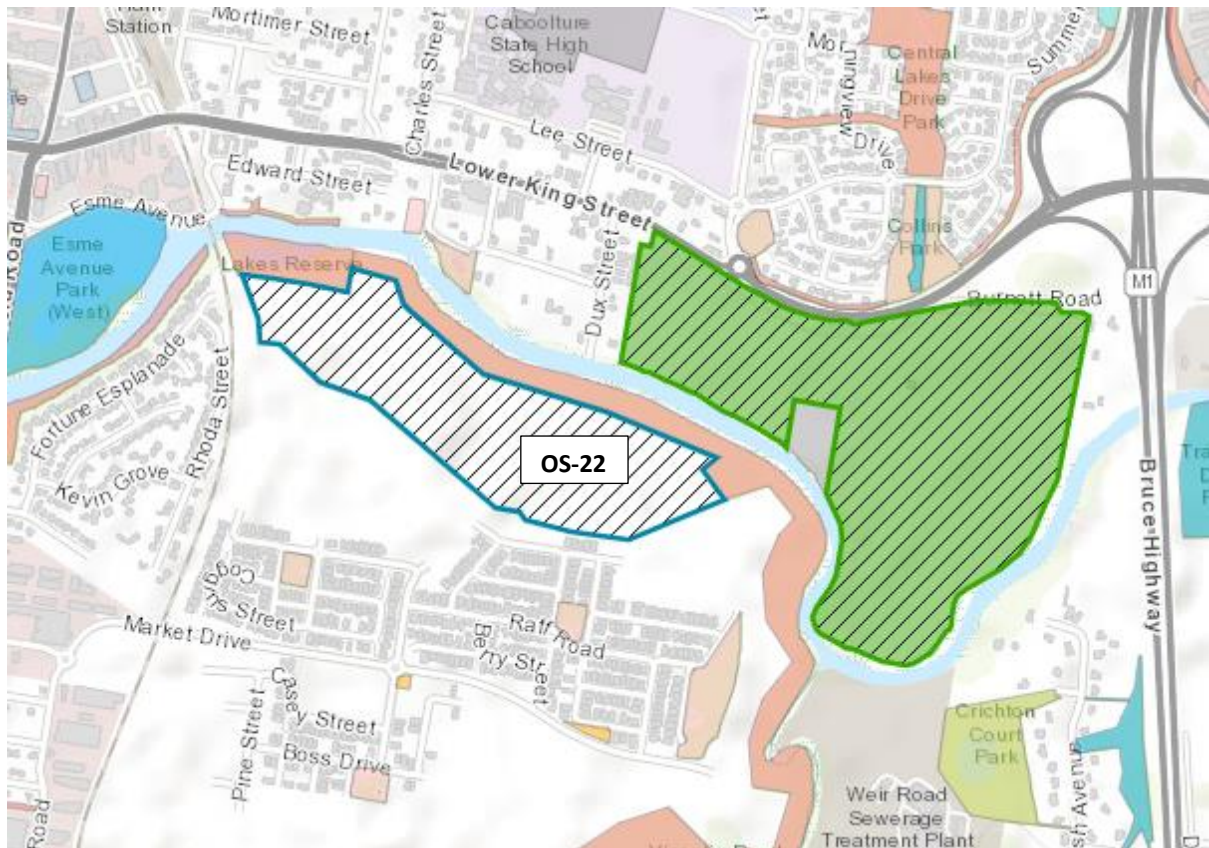 Station
Mortimer Street
Charles Street
Caboolture
State High
School
Morningview
Drive
Central
Lakes
Drive
Park
Lee Street
Lower King Street
Edward Street
Esme Avenue
Esme
Avenue
Park
(West)
Lakes Reserve
Dux Street
Collins
Park
Burnett Road
M1
Fortune Esplanade
Rhoda Street
Kevin Grove
OS-22
Bruce Highway
Market Drive
Raff Road
Berry Street
Casey Street
Pine Street
Boss Drive
Crichton
Court
Park
Weir Road
Sewerage
Treatment Plant
Road